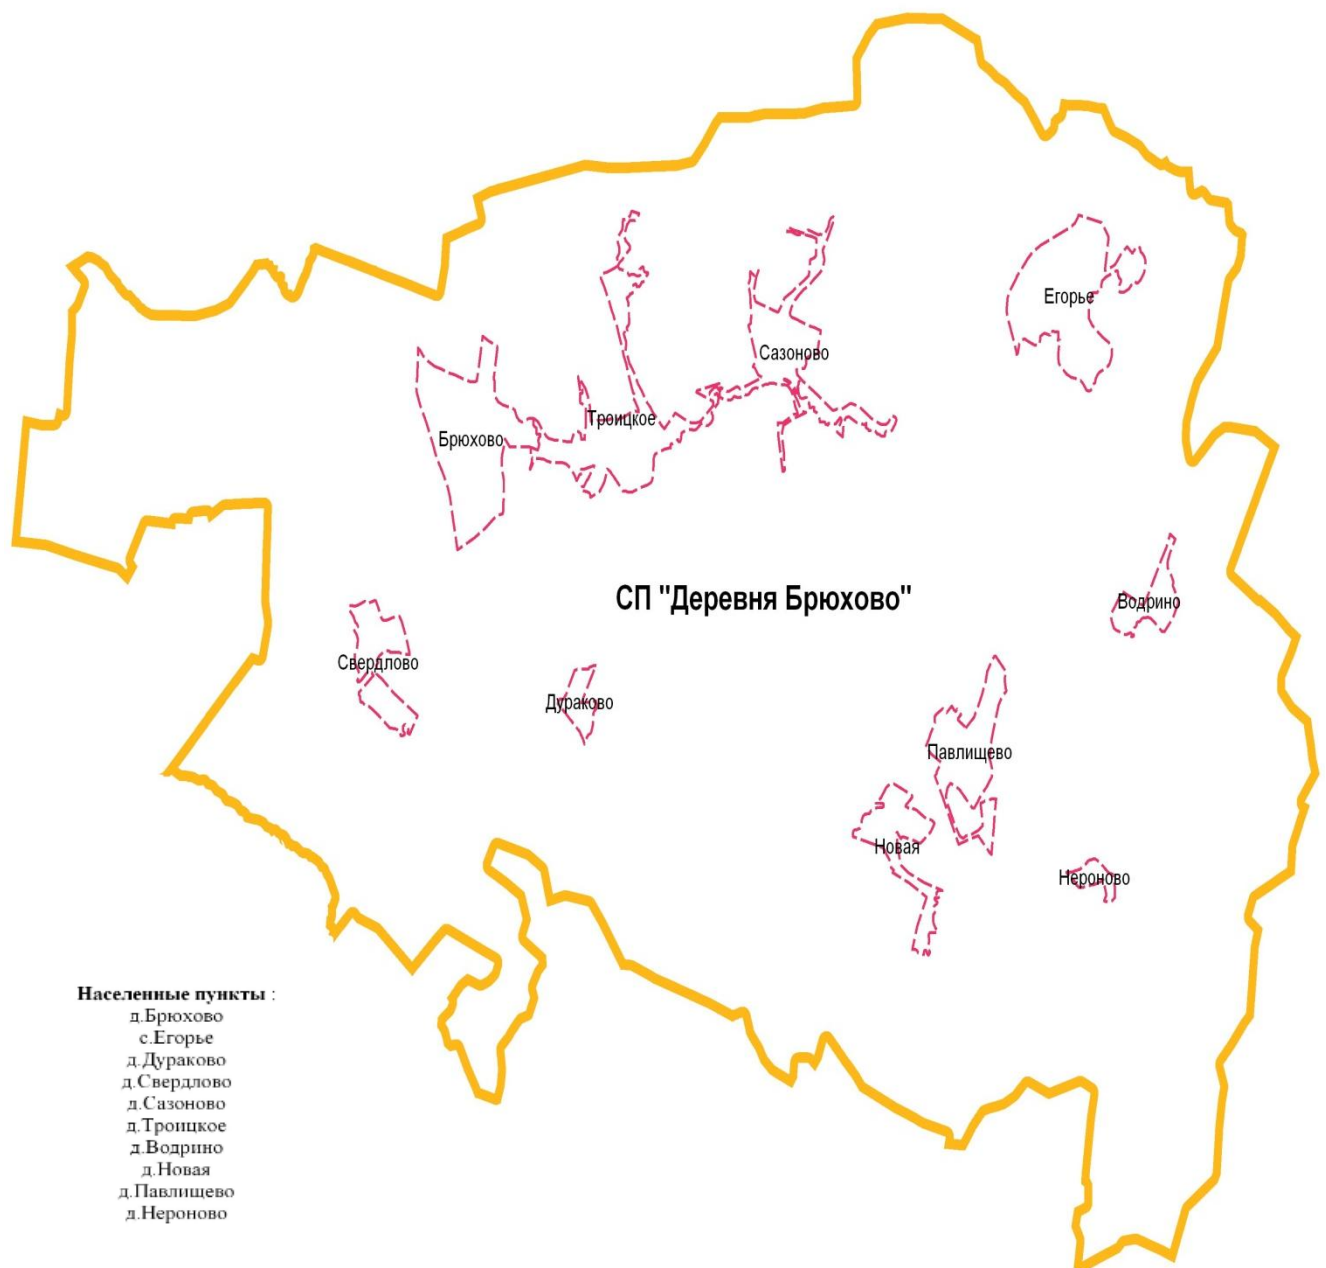 Егорье
Сазоново
Троицкое
Брюхово
СП "Деревня Брюхово"
Водрино
Свердлово
Дураково
Павлищево
Новая
Нероново
Населенные пункты :
д.Брюхово
с.Егорье
д.Дураково
д.Свердлово
д.Сазоново
д.Троицкое
д.Водрино
д.Новая
д.Павлищево
д.Нероново